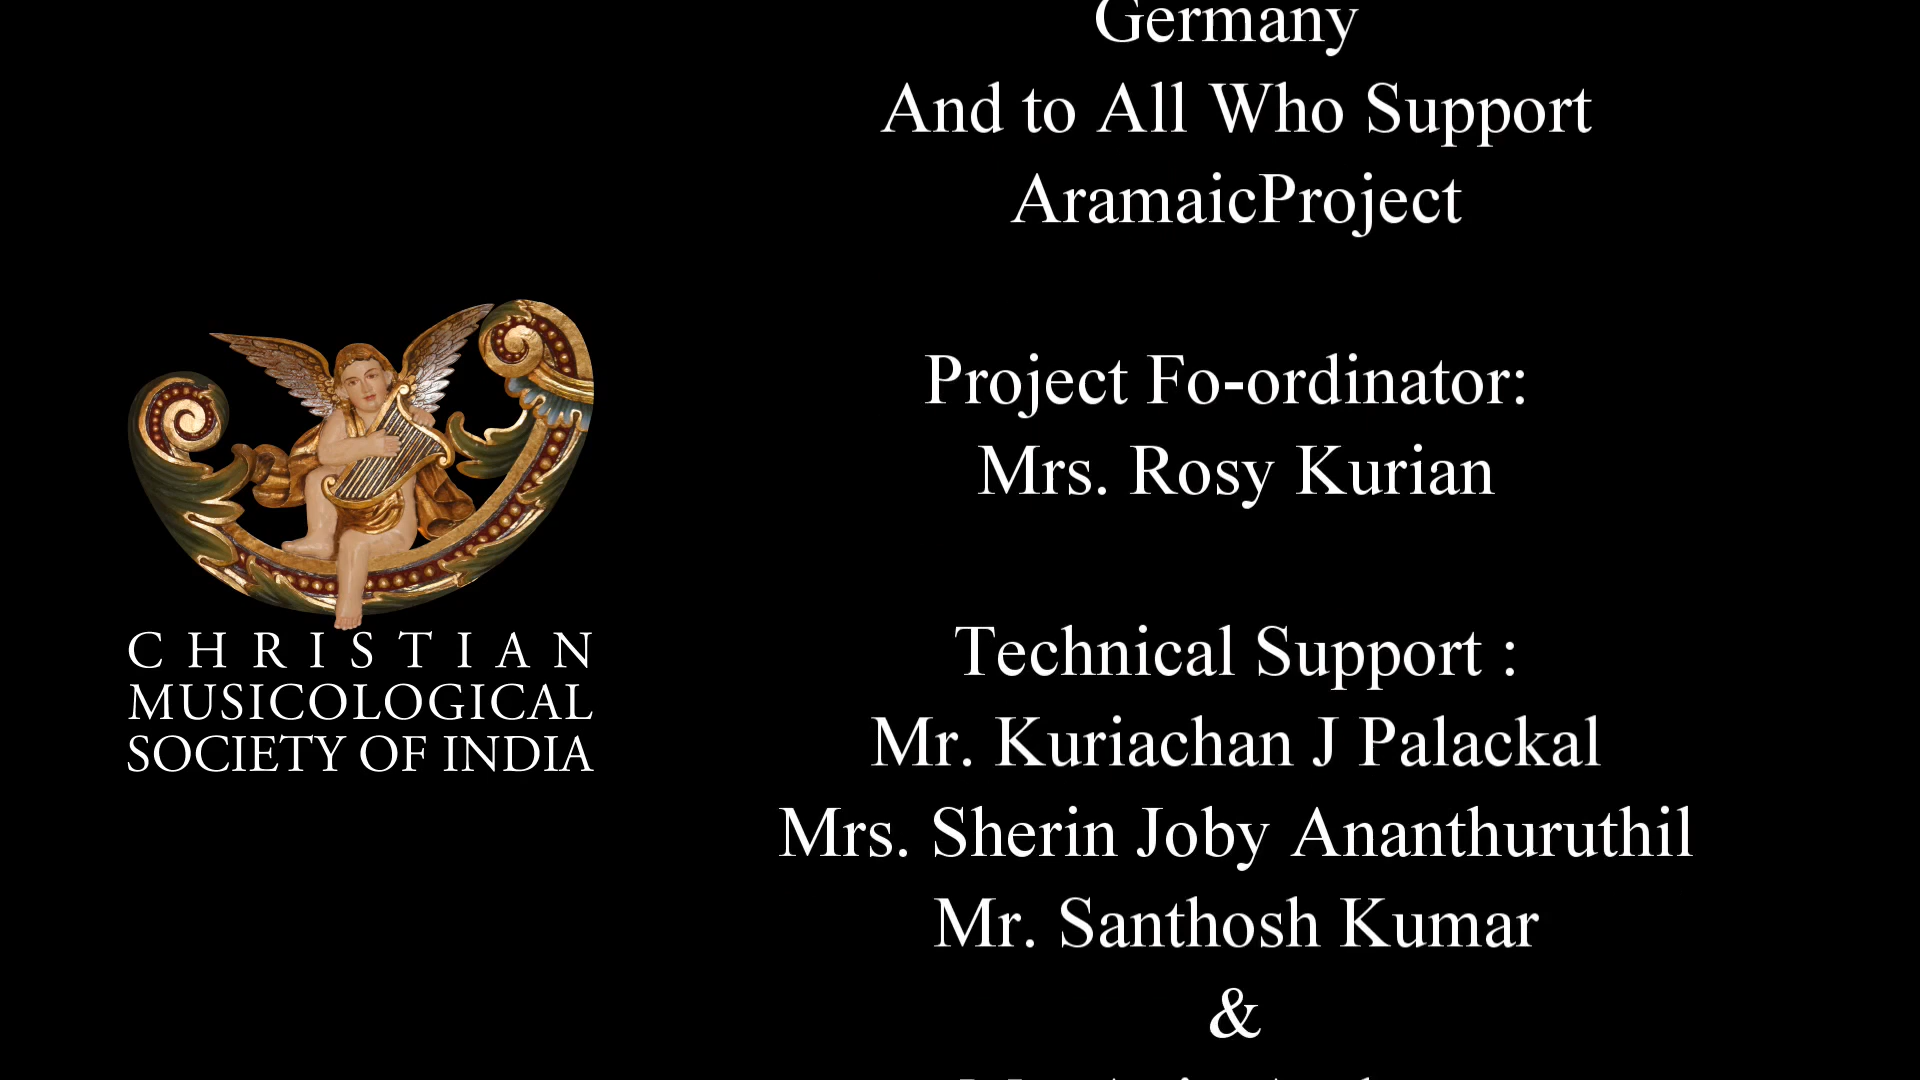 CHRISTIAN
MUSICOLOGICAL
SOCIETY OF INDIA
Germany
And to All Who Support
AramaicProject
Project Fo-ordinator:
Mrs. Rosy Kurian
Technical Support :
Mr. Kuriachan J Palackal
Mrs. Sherin Joby Ananthuruthil
Mr. Santhosh Kumar
&